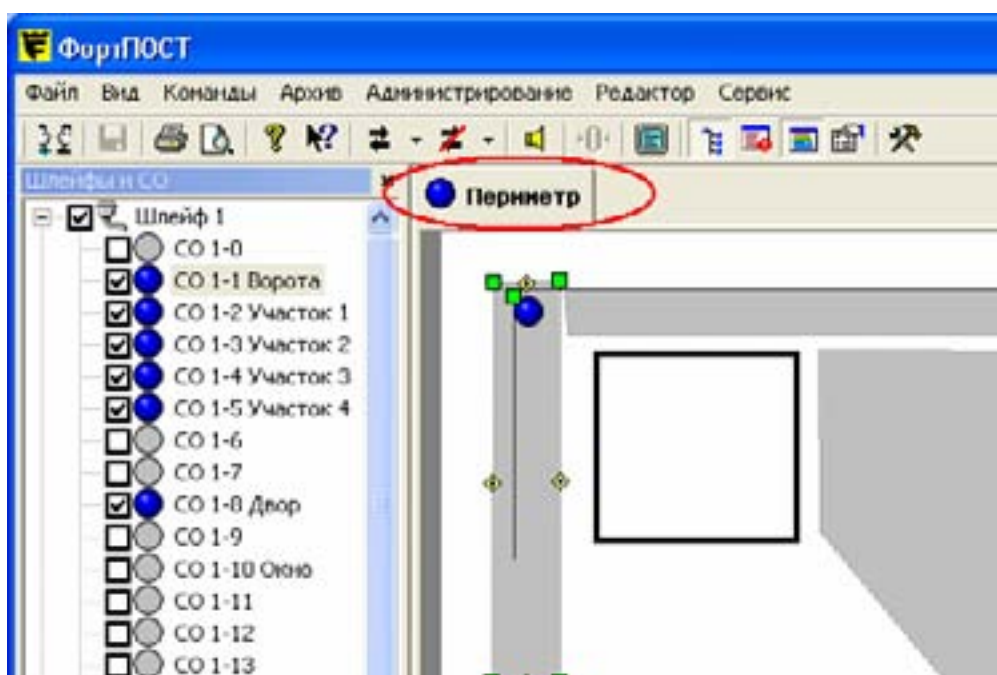 ФортПОСТ
Файл Вид Команды Архив Администрирование Редактор Сервис
Шлейфы и СО
Периметр
Шлейф 1
СО 1-0
СО 1-1 Ворота
СО 1-2 Участок 1
СО 1-3 Участок 2
СО 1-4 Участок 3
СО 1-5 Участок 4
СО 1-6
СО 1-7
СО 1-8 Двор
СО 1-9
СО 1-10 Окно
СО 1-11
СО 1-12
СО 1-13